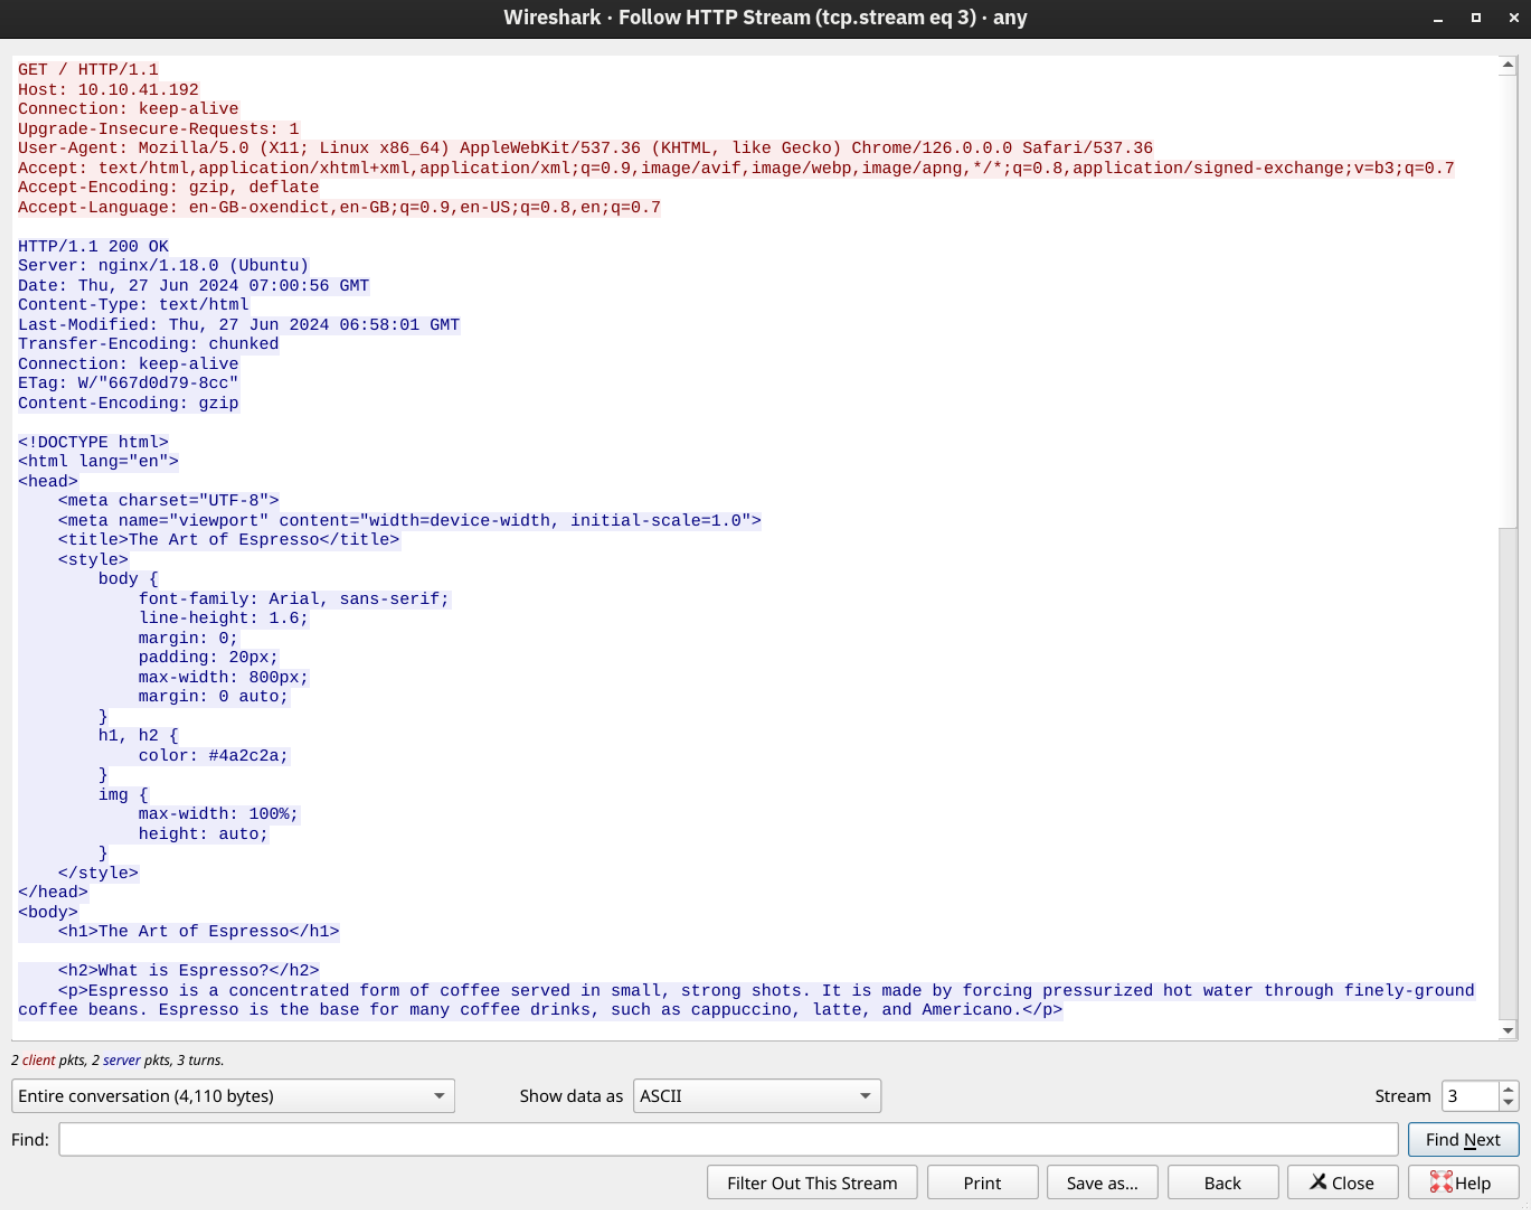 Wireshark · Follow HTTP Stream (tcp.stream eq 3) · any
GET / HTTP/1.1
Host: 10.10.41.192
Connection: keep-alive
Upgrade-Insecure-Requests: 1
User-Agent: Mozilla/5.0 (X11; Linux x86_64) AppleWebKit/537.36 (KHTML, like Gecko) Chrome/126.0.0.0 Safari/537.36
Accept: text/html,application/xhtml+xml,application/xml;q=0.9,image/avif,image/webp,image/apng,*/*;q=0.8,application/signed-exchange;v=b3;q=0.7
Accept-Encoding: gzip, deflate
Accept-Language: en-GB-oxendict,en-GB;q=0.9,en-US;q=0.8,en;q=0.7
HTTP/1.1 200 OK
Server: nginx/1.18.0 (Ubuntu)
Date: Thu, 27 Jun 2024 07:00:56 GMT
Content-Type: text/html
Last-Modified: Thu, 27 Jun 2024 06:58:01 GMT
Transfer-Encoding: chunked
Connection: keep-alive
ETag: W/"667d0d79-8cc"
Content-Encoding: gzip
<!DOCTYPE html>
<html lang="en">
<head>
    <meta charset="UTF-8">
    <meta name="viewport" content="width=device-width, initial-scale=1.0">
    <title>The Art of Espresso</title>
    <style>
        body {
            font-family: Arial, sans-serif;
            line-height: 1.6;
            margin: 0;
            padding: 20px;
            max-width: 800px;
            margin: 0 auto;
        }
        h1, h2 {
            color: #4a2c2a;
        }
        img {
            max-width: 100%;
            height: auto;
        }
    </style>
</head>
<body>
    <h1>The Art of Espresso</h1>
    <h2>What is Espresso?</h2>
    <p>Espresso is a concentrated form of coffee served in small, strong shots. It is made by forcing pressurized hot water through finely-ground
coffee beans. Espresso is the base for many coffee drinks, such as cappuccino, latte, and Americano.</p>
2 client pkts, 2 server pkts, 3 turns.
Entire conversation (4,110 bytes) Show data as ASCII Stream 3
Find: Find Next
Filter Out This Stream Print Save as... Back Close Help